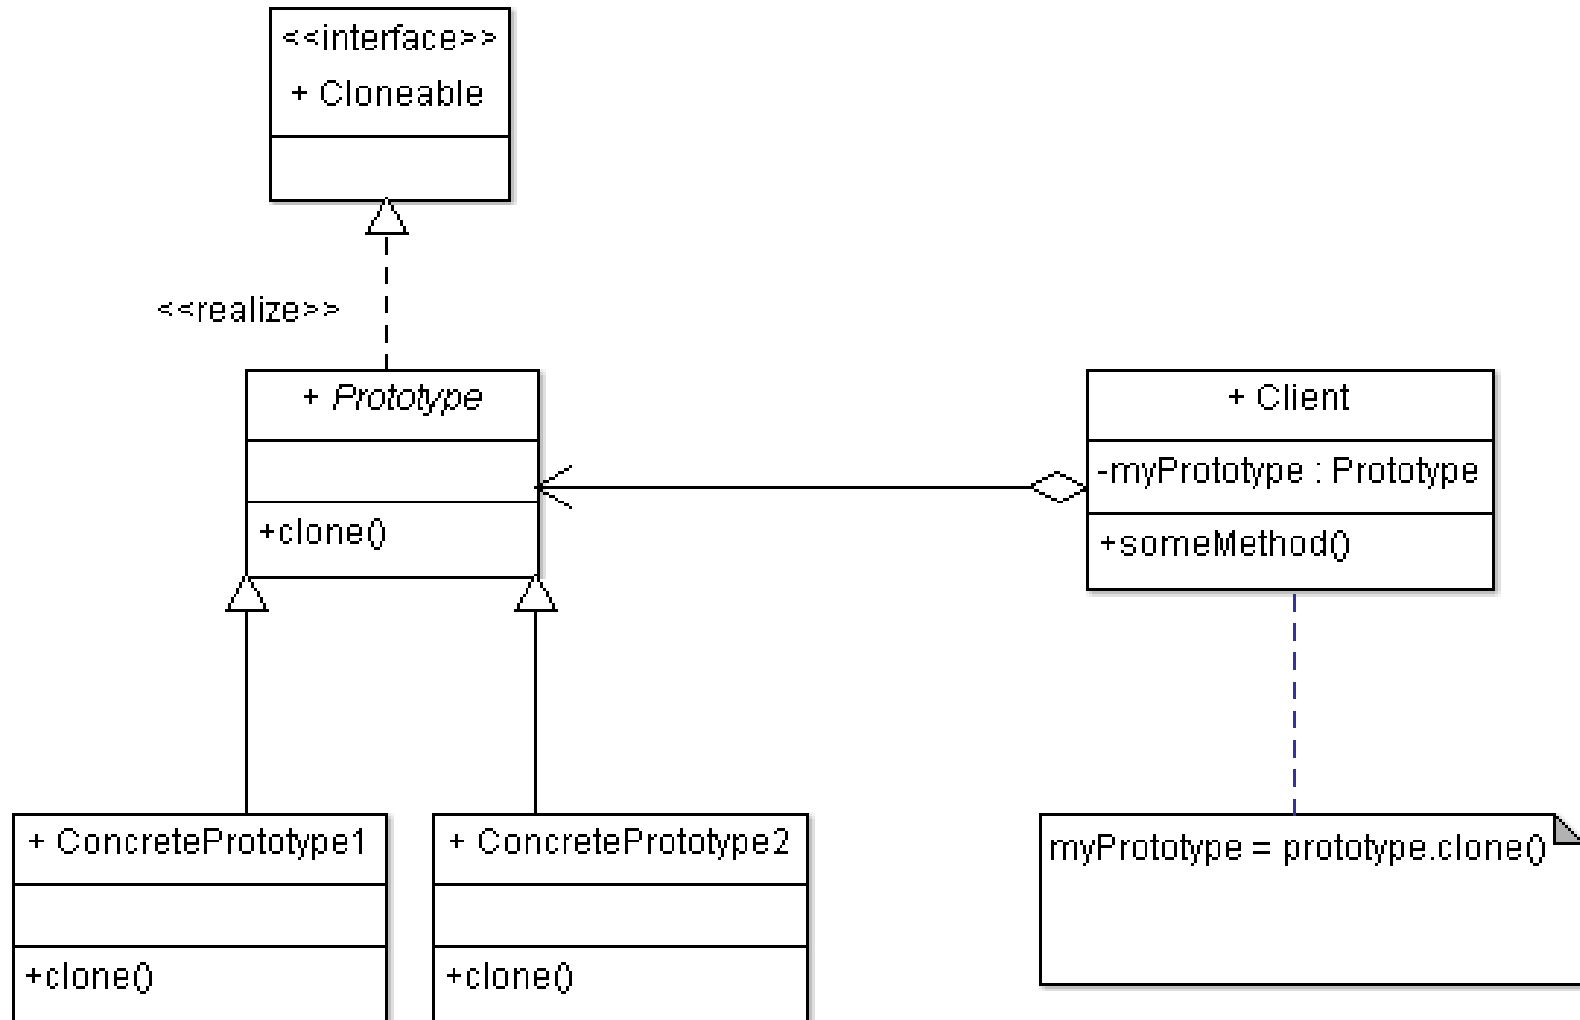 <<interface>>
+ Cloneable
<<realize>>
+ Prototype
+clone()
+ Client
-myPrototype : Prototype
+someMethod()
+ ConcretePrototype1
+clone()
+ ConcretePrototype2
+clone()
myPrototype = prototype.clone()